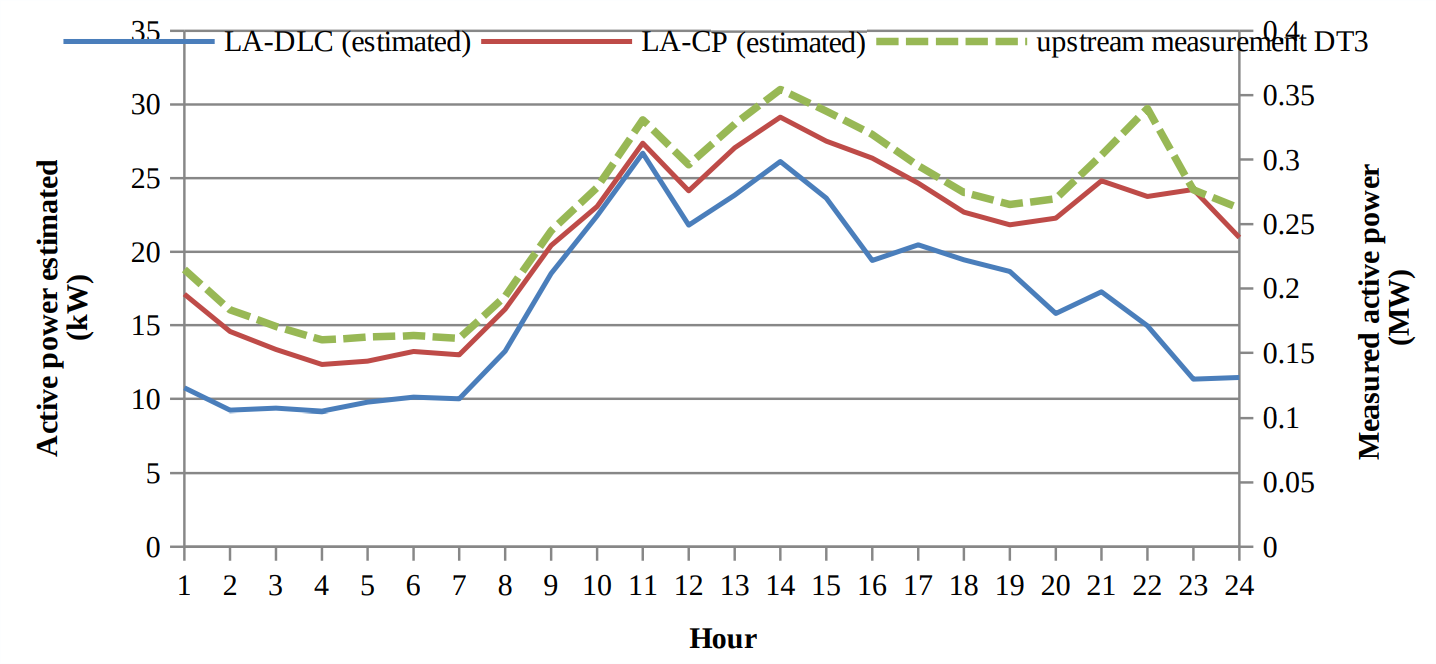 LA-DLC (estimated) LA-CP (estimated) upstream measurement DT3
35
30
25
20
15
10
5
0
Active power estimated
(kW)
0.4
0.35
0.3
0.25
0.2
0.15
0.1
0.05
0
Measured active power
(MW)
1 2 3 4 5 6 7 8 9 10 11 12 13 14 15 16 17 18 19 20 21 22 23 24
Hour